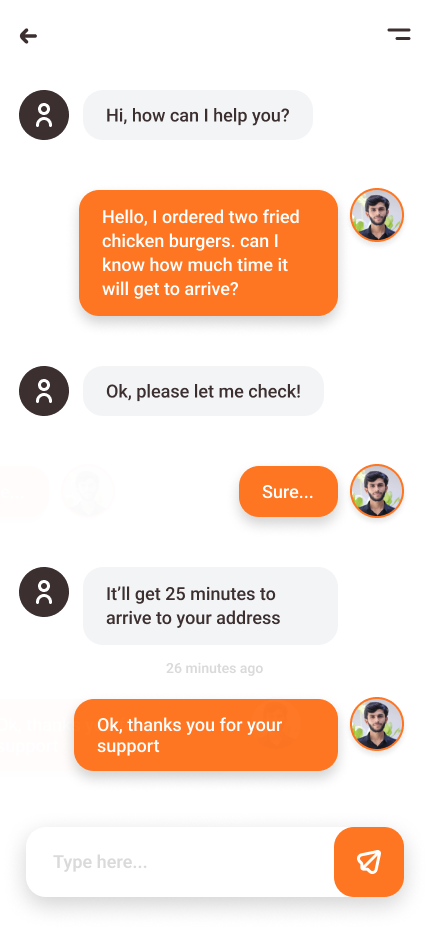 Hi, how can I help you?
Hello, I ordered two fried
chicken burgers. can I
know how much time it
will get to arrive?
Ok, please let me check!
Sure...
It’ll get 25 minutes to
arrive to your address
26 minutes ago
Ok, thanks you for your
support
Type here...